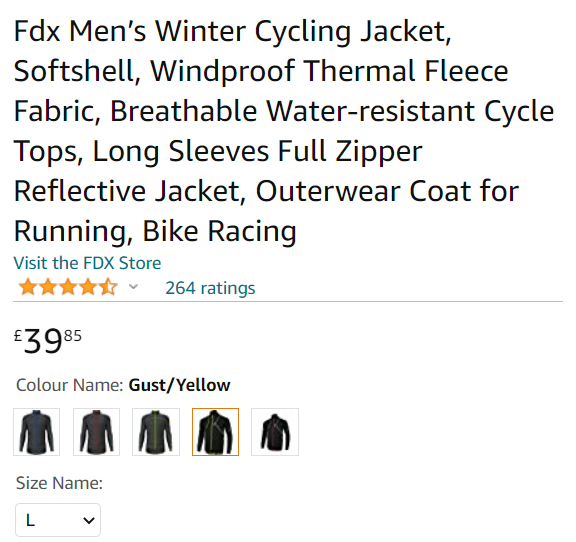 Fdx Men’s Winter Cycling Jacket,
Softshell, Windproof Thermal Fleece
Fabric, Breathable Water-resistant Cycle
Tops, Long Sleeves Full Zipper
Reflective Jacket, Outerwear Coat for
Running, Bike Racing
Visit the FDX Store
264 ratings
£3985
Colour Name: Gust/Yellow
Size Name:
L